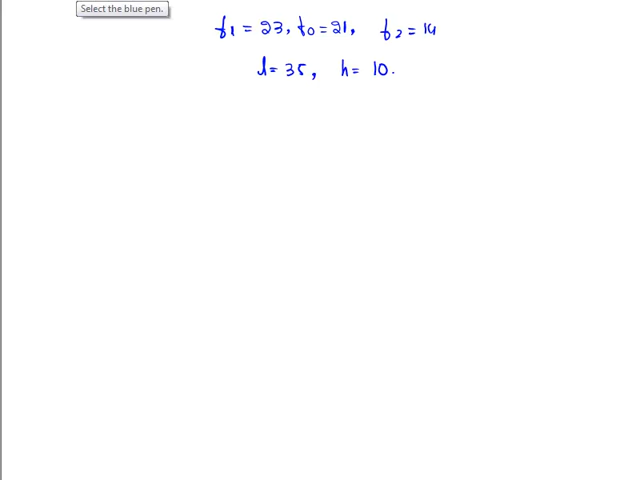 Select the blue pen.
f₁ = 23, f₀ = 21, f₂ = 14
l = 35, h = 10.